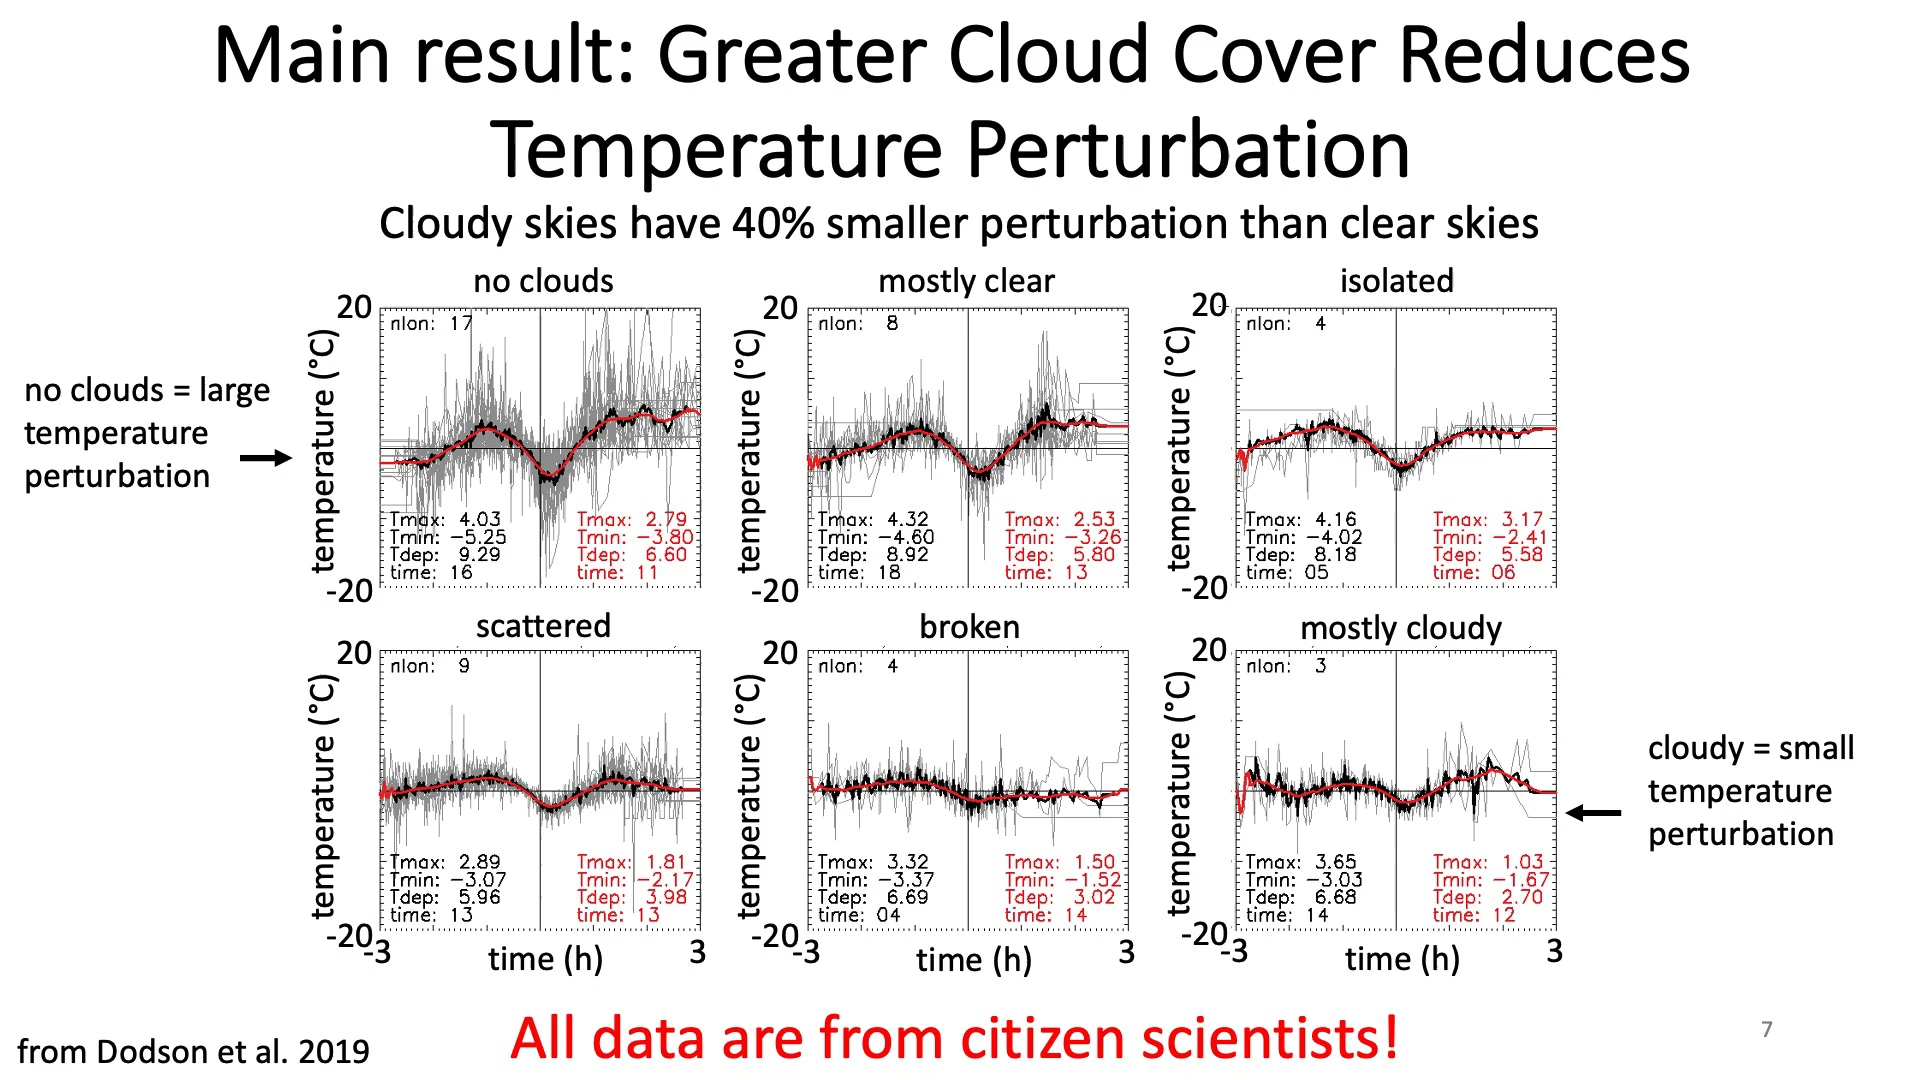 Main result: Greater Cloud Cover Reduces
Temperature Perturbation
Cloudy skies have 40% smaller perturbation than clear skies
no clouds = large
temperature
perturbation
no clouds
20
temperature (°C)
-20
nlon: 17
Tmax: 4.03
Tmin: −5.25
Tdep: 9.29
time: 16
Tmax: 2.79
Tmin: −3.80
Tdep: 6.60
time: 11
mostly clear
20
temperature (°C)
-20
nlon: 8
Tmax: 4.32
Tmin: −4.60
Tdep: 8.92
time: 18
Tmax: 2.53
Tmin: −3.26
Tdep: 5.80
time: 13
isolated
20
temperature (°C)
-20
nlon: 4
Tmax: 4.16
Tmin: −4.02
Tdep: 8.18
time: 05
Tmax: 3.17
Tmin: −2.41
Tdep: 5.58
time: 06
scattered
20
temperature (°C)
-20
nlon: 9
Tmax: 2.89
Tmin: −3.07
Tdep: 5.96
time: 13
Tmax: 1.81
Tmin: −2.17
Tdep: 3.98
time: 13
-3
time (h)
3
broken
20
temperature (°C)
-20
nlon: 4
Tmax: 3.32
Tmin: −3.37
Tdep: 6.69
time: 04
Tmax: 1.50
Tmin: −1.52
Tdep: 3.02
time: 14
-3
time (h)
3
mostly cloudy
20
temperature (°C)
-20
nlon: 3
Tmax: 3.65
Tmin: −3.03
Tdep: 6.68
time: 14
Tmax: 1.03
Tmin: −1.67
Tdep: 2.70
time: 12
-3
time (h)
3
cloudy = small
temperature
perturbation
from Dodson et al. 2019
All data are from citizen scientists!
7